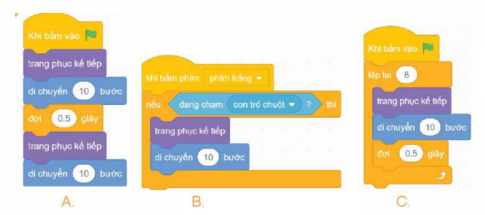 Khi bấm vào
trang phục kế tiếp
di chuyển 10 bước
đợi 0.5 giây
trang phục kế tiếp
di chuyển 10 bước
A.
khi bấm phím phím trắng
nếu đang chạm con trỏ chuột ? thì
trang phục kế tiếp
di chuyển 10 bước
B.
Khi bấm vào
lặp lại 8
trang phục kế tiếp
di chuyển 10 bước
đợi 0.5 giây
C.